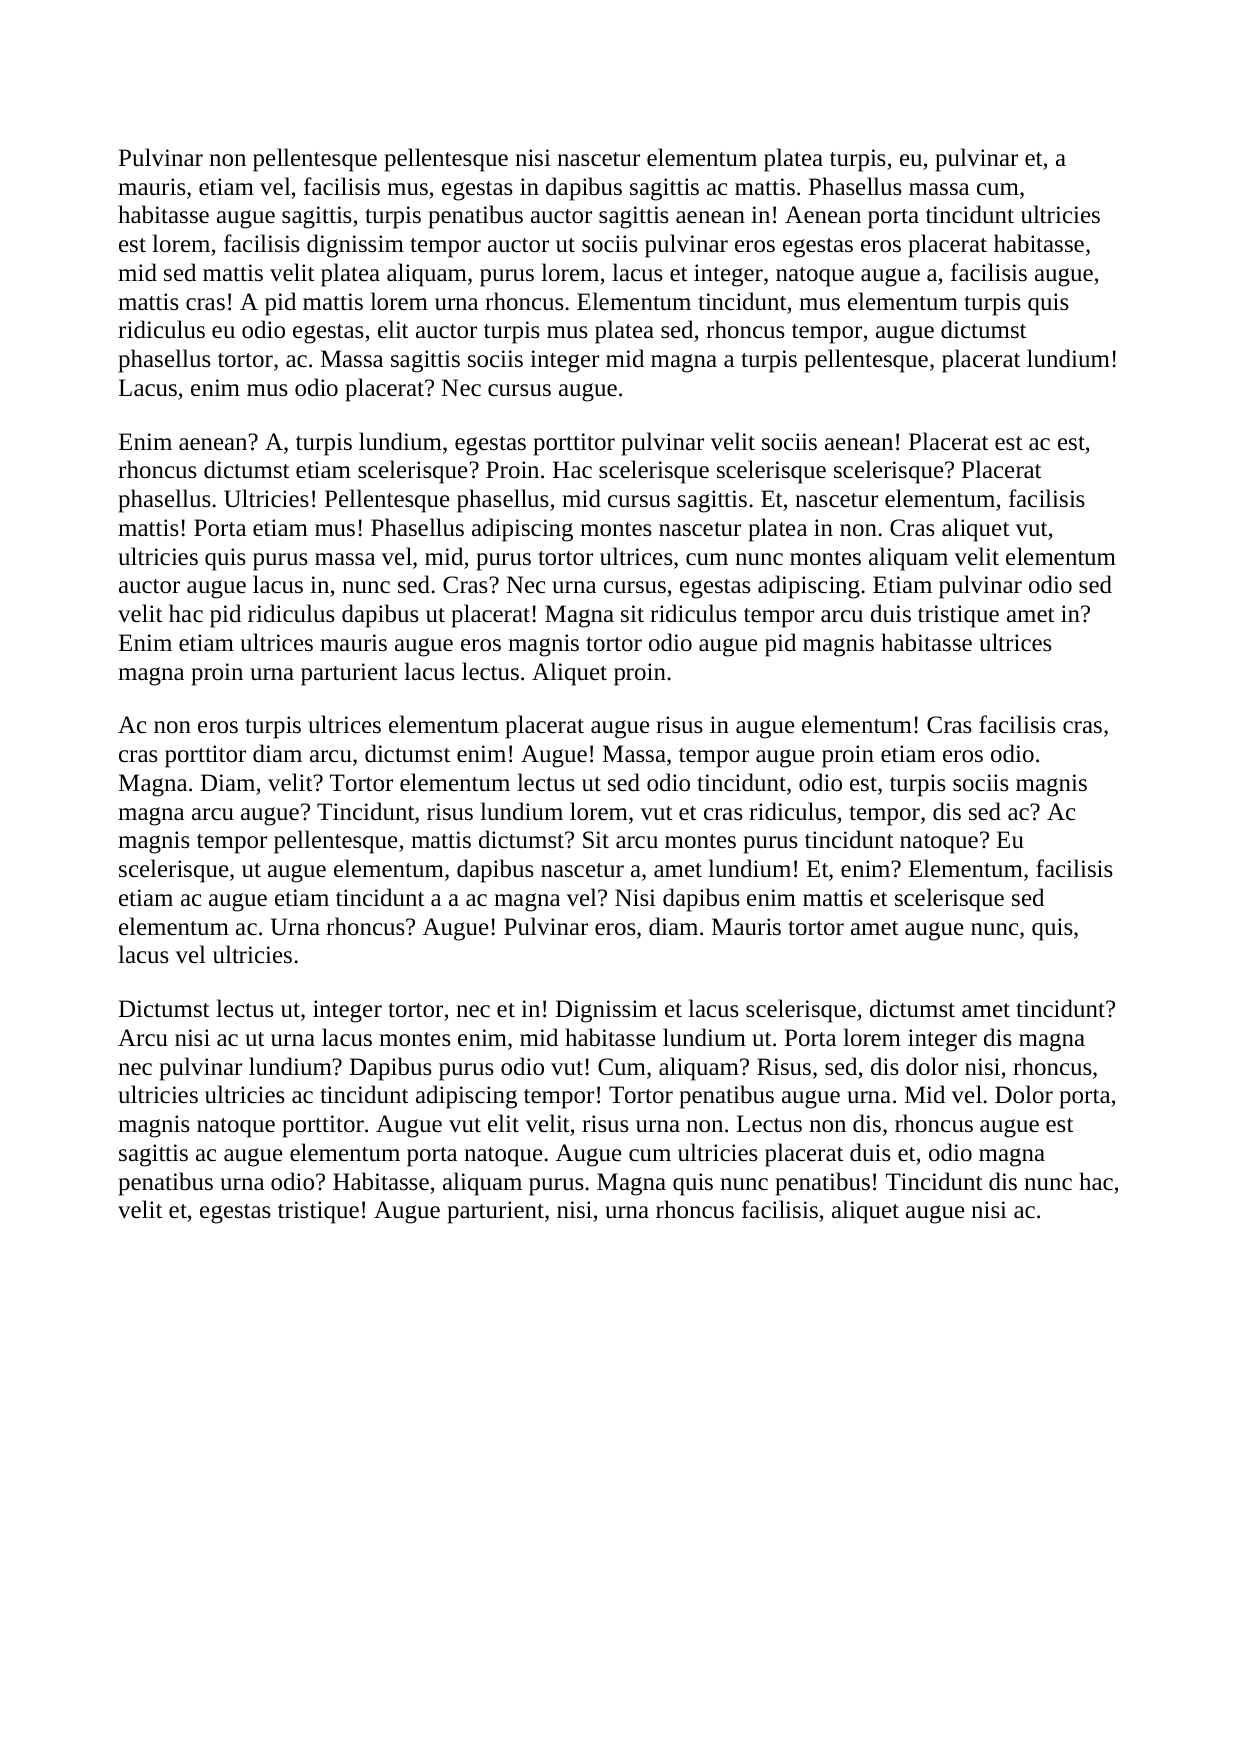 Pulvinar non pellentesque pellentesque nisi nascetur elementum platea turpis, eu, pulvinar et, a
mauris, etiam vel, facilisis mus, egestas in dapibus sagittis ac mattis. Phasellus massa cum,
habitasse augue sagittis, turpis penatibus auctor sagittis aenean in! Aenean porta tincidunt ultricies
est lorem, facilisis dignissim tempor auctor ut sociis pulvinar eros egestas eros placerat habitasse,
mid sed mattis velit platea aliquam, purus lorem, lacus et integer, natoque augue a, facilisis augue,
mattis cras! A pid mattis lorem urna rhoncus. Elementum tincidunt, mus elementum turpis quis
ridiculus eu odio egestas, elit auctor turpis mus platea sed, rhoncus tempor, augue dictumst
phasellus tortor, ac. Massa sagittis sociis integer mid magna a turpis pellentesque, placerat lundium!
Lacus, enim mus odio placerat? Nec cursus augue.
Enim aenean? A, turpis lundium, egestas porttitor pulvinar velit sociis aenean! Placerat est ac est,
rhoncus dictumst etiam scelerisque? Proin. Hac scelerisque scelerisque scelerisque? Placerat
phasellus. Ultricies! Pellentesque phasellus, mid cursus sagittis. Et, nascetur elementum, facilisis
mattis! Porta etiam mus! Phasellus adipiscing montes nascetur platea in non. Cras aliquet vut,
ultricies quis purus massa vel, mid, purus tortor ultrices, cum nunc montes aliquam velit elementum
auctor augue lacus in, nunc sed. Cras? Nec urna cursus, egestas adipiscing. Etiam pulvinar odio sed
velit hac pid ridiculus dapibus ut placerat! Magna sit ridiculus tempor arcu duis tristique amet in?
Enim etiam ultrices mauris augue eros magnis tortor odio augue pid magnis habitasse ultrices
magna proin urna parturient lacus lectus. Aliquet proin.
Ac non eros turpis ultrices elementum placerat augue risus in augue elementum! Cras facilisis cras,
cras porttitor diam arcu, dictumst enim! Augue! Massa, tempor augue proin etiam eros odio.
Magna. Diam, velit? Tortor elementum lectus ut sed odio tincidunt, odio est, turpis sociis magnis
magna arcu augue? Tincidunt, risus lundium lorem, vut et cras ridiculus, tempor, dis sed ac? Ac
magnis tempor pellentesque, mattis dictumst? Sit arcu montes purus tincidunt natoque? Eu
scelerisque, ut augue elementum, dapibus nascetur a, amet lundium! Et, enim? Elementum, facilisis
etiam ac augue etiam tincidunt a a ac magna vel? Nisi dapibus enim mattis et scelerisque sed
elementum ac. Urna rhoncus? Augue! Pulvinar eros, diam. Mauris tortor amet augue nunc, quis,
lacus vel ultricies.
Dictumst lectus ut, integer tortor, nec et in! Dignissim et lacus scelerisque, dictumst amet tincidunt?
Arcu nisi ac ut urna lacus montes enim, mid habitasse lundium ut. Porta lorem integer dis magna
nec pulvinar lundium? Dapibus purus odio vut! Cum, aliquam? Risus, sed, dis dolor nisi, rhoncus,
ultricies ultricies ac tincidunt adipiscing tempor! Tortor penatibus augue urna. Mid vel. Dolor porta,
magnis natoque porttitor. Augue vut elit velit, risus urna non. Lectus non dis, rhoncus augue est
sagittis ac augue elementum porta natoque. Augue cum ultricies placerat duis et, odio magna
penatibus urna odio? Habitasse, aliquam purus. Magna quis nunc penatibus! Tincidunt dis nunc hac,
velit et, egestas tristique! Augue parturient, nisi, urna rhoncus facilisis, aliquet augue nisi ac.